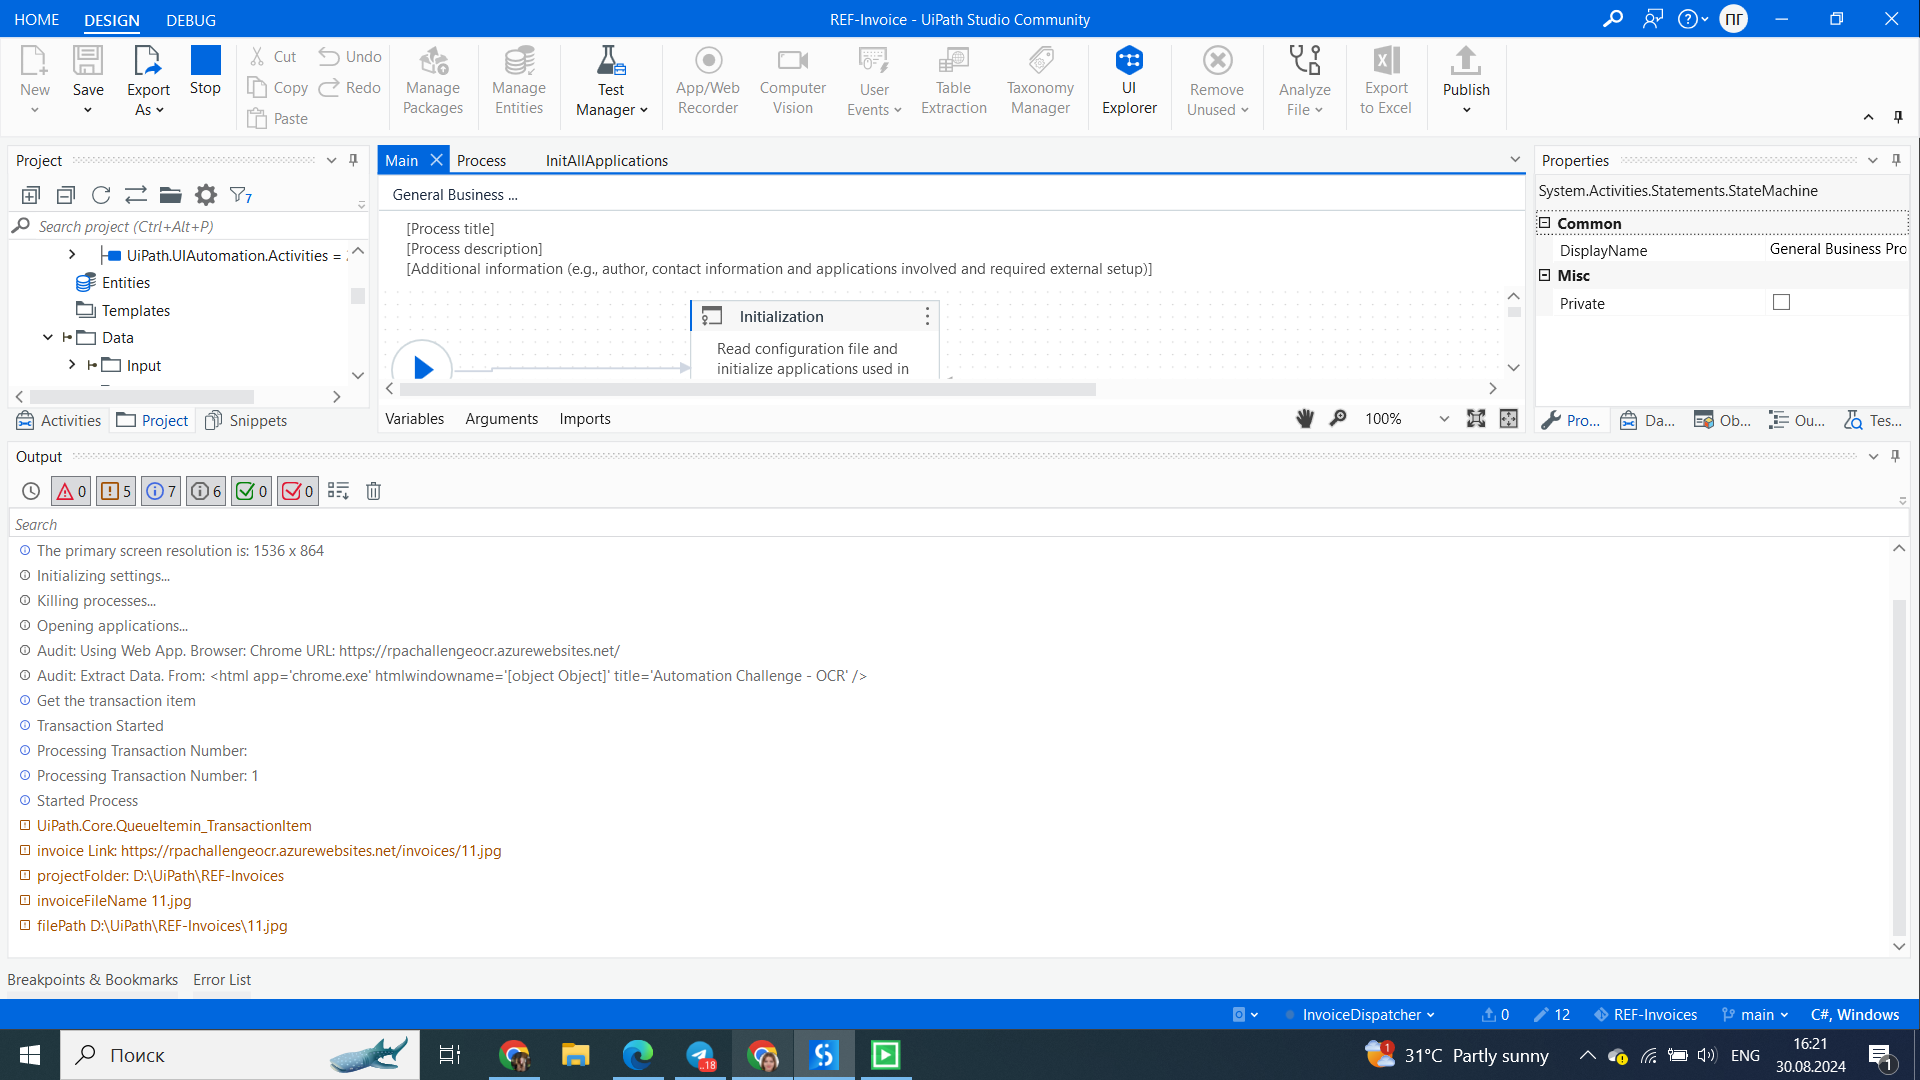 HOME DESIGN DEBUG REF-Invoice - UiPath Studio Community ПГ
New Save Export As Stop Cut Copy Paste Undo Redo Manage Packages Manage Entities Test Manager App/Web Recorder Computer Vision User Events Table Extraction Taxonomy Manager UI Explorer Remove Unused Analyze File Export to Excel Publish
Project
7
Search project (Ctrl+Alt+P)
UiPath.UIAutomation.Activities =
Entities
Templates
Data
Input
Activities Project Snippets
Main Process InitAllApplications
General Business ...
[Process title]
[Process description]
[Additional information (e.g., author, contact information and applications involved and required external setup)]
Initialization
Read configuration file and
initialize applications used in
Variables Arguments Imports 100%
Properties
System.Activities.Statements.StateMachine
Common
DisplayName General Business Pro
Misc
Private
Pro... Da... Ob... Ou... Tes...
Output
0 5 7 6 0 0
Search
The primary screen resolution is: 1536 x 864
Initializing settings...
Killing processes...
Opening applications...
Audit: Using Web App. Browser: Chrome URL: https://rpachallengeocr.azurewebsites.net/
Audit: Extract Data. From: <html app='chrome.exe' htmlwindowname='[object Object]' title='Automation Challenge - OCR' />
Get the transaction item
Transaction Started
Processing Transaction Number:
Processing Transaction Number: 1
Started Process
UiPath.Core.QueueItemin_TransactionItem
invoice Link: https://rpachallengeocr.azurewebsites.net/invoices/11.jpg
projectFolder: D:\UiPath\REF-Invoices
invoiceFileName 11.jpg
filePath D:\UiPath\REF-Invoices\11.jpg
Breakpoints & Bookmarks Error List
InvoiceDispatcher 0 12 REF-Invoices main C#, Windows
Поиск ..18 1 31°C Partly sunny ENG 16:21 1
30.08.2024